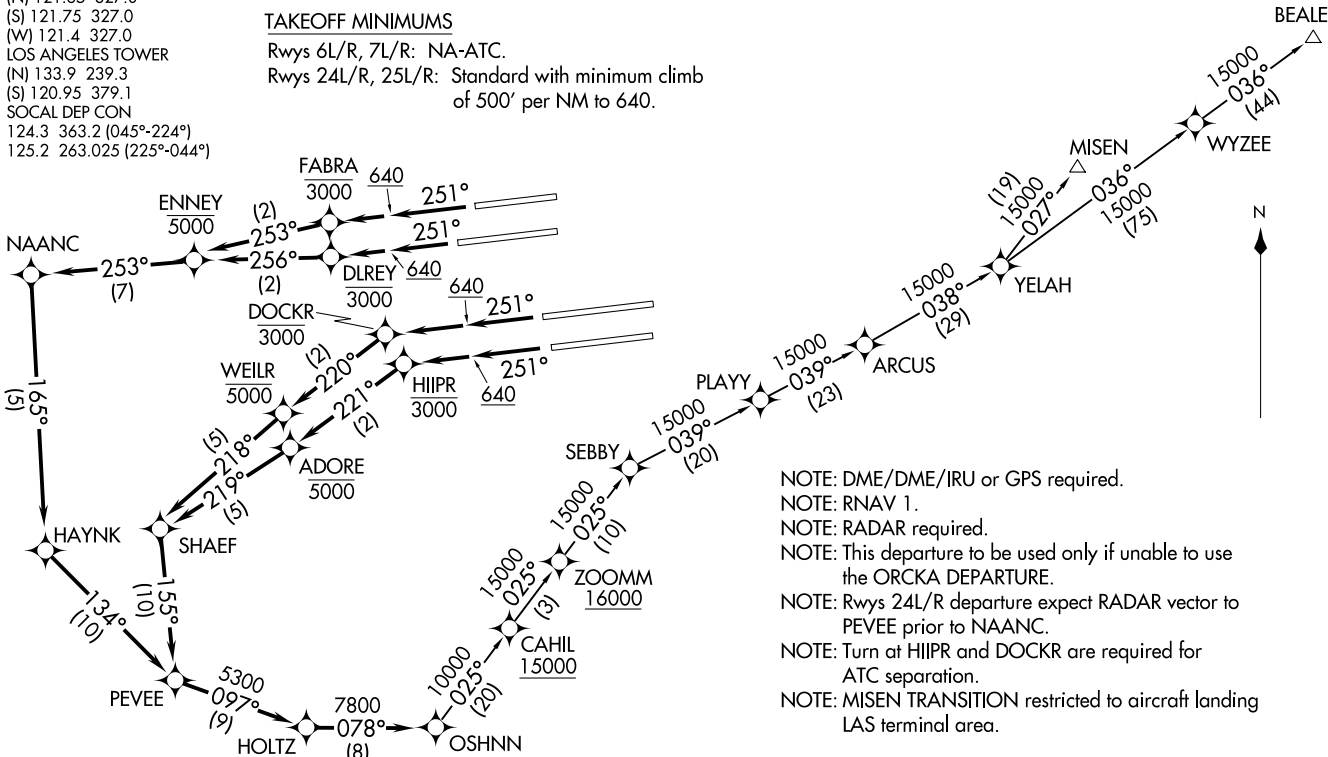 (S) 121.75 327.0
(W) 121.4 327.0
LOS ANGELES TOWER
(N) 133.9 239.3
(S) 120.95 379.1
SOCAL DEP CON
124.3 363.2 (045°-224°)
125.2 263.025 (225°-044°)
TAKEOFF MINIMUMS
Rwys 6L/R, 7L/R: NA-ATC.
Rwys 24L/R, 25L/R: Standard with minimum climb
of 500' per NM to 640.
BEALE
15000
036°
(44)
WYZEE
MISEN
(19)
15000
027°
036°
15000
(75)
N
YELAH
FABRA
3000
640
251°
ENNEY
5000
(2)
253°
251°
NAANC
253°
(7)
256°
(2)
DLREY
3000
640
DOCKR
3000
640
251°
WEILR
5000
(2)
220°
HIIPR
3000
251°
640
221°
(2)
(5)
218°
ADORE
5000
219°
(5)
165°
(5)
HAYNK
SHAEF
155°
(10)
134°
(10)
PEVEE
5300
097°
(9)
HOLTZ
7800
078°
(8)
OSHNN
10000
025°
(20)
CAHIL
15000
15000
025°
(3)
ZOOMM
16000
15000
025°
(10)
SEBBY
15000
039°
(20)
PLAYY
15000
039°
(23)
ARCUS
15000
038°
(29)
NOTE: DME/DME/IRU or GPS required.
NOTE: RNAV 1.
NOTE: RADAR required.
NOTE: This departure to be used only if unable to use
the ORCKA DEPARTURE.
NOTE: Rwys 24L/R departure expect RADAR vector to
PEVEE prior to NAANC.
NOTE: Turn at HIIPR and DOCKR are required for
ATC separation.
NOTE: MISEN TRANSITION restricted to aircraft landing
LAS terminal area.